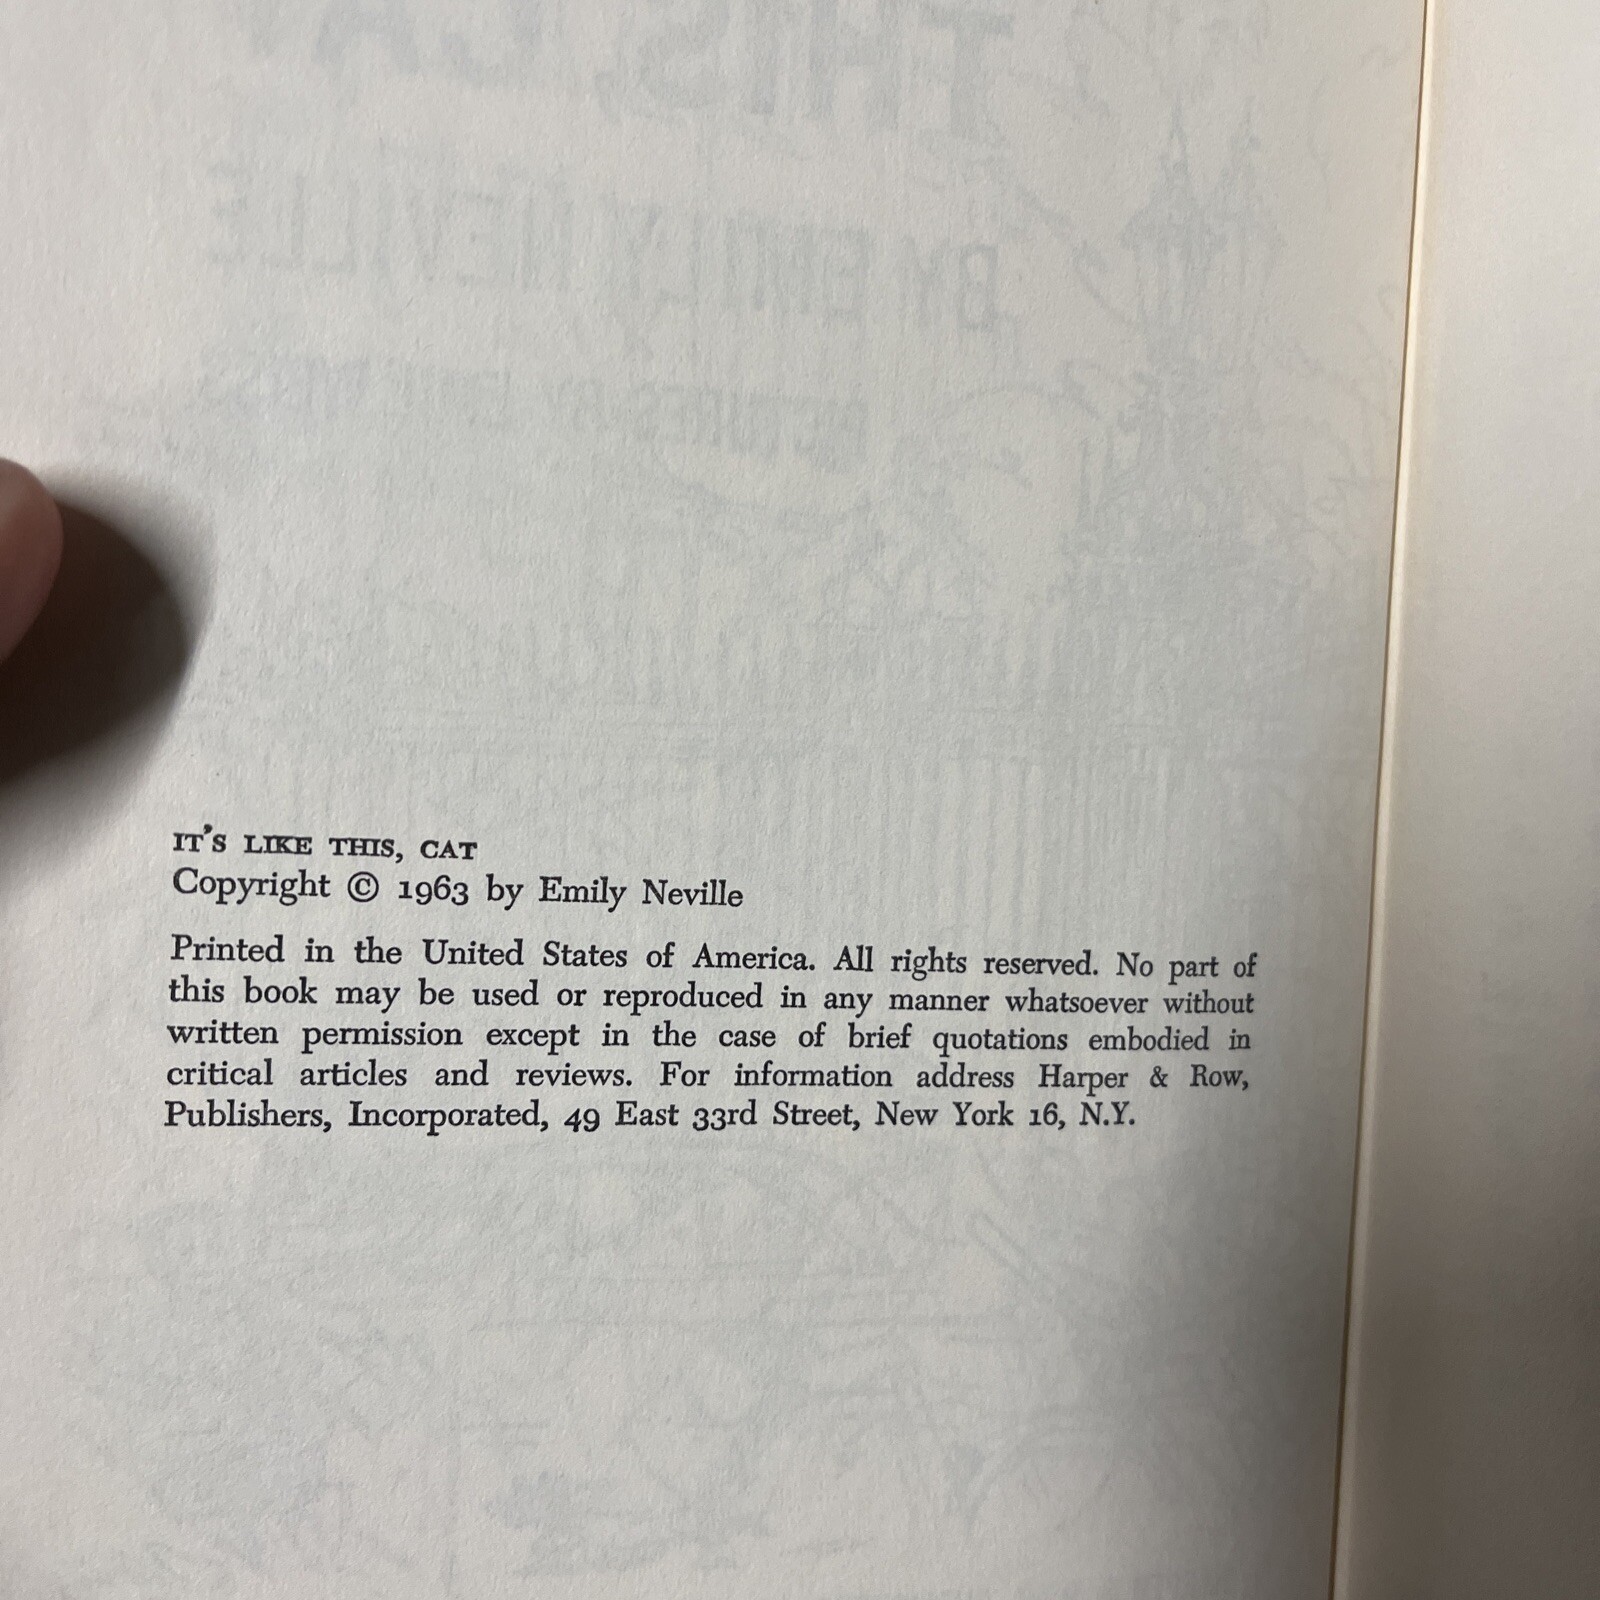 IT'S LIKE THIS, CAT
Copyright © 1963 by Emily Neville
Printed in the United States of America. All rights reserved. No part of
this book may be used or reproduced in any manner whatsoever without
written permission except in the case of brief quotations embodied in
critical articles and reviews. For information address Harper & Row,
Publishers, Incorporated, 49 East 33rd Street, New York 16, N.Y.